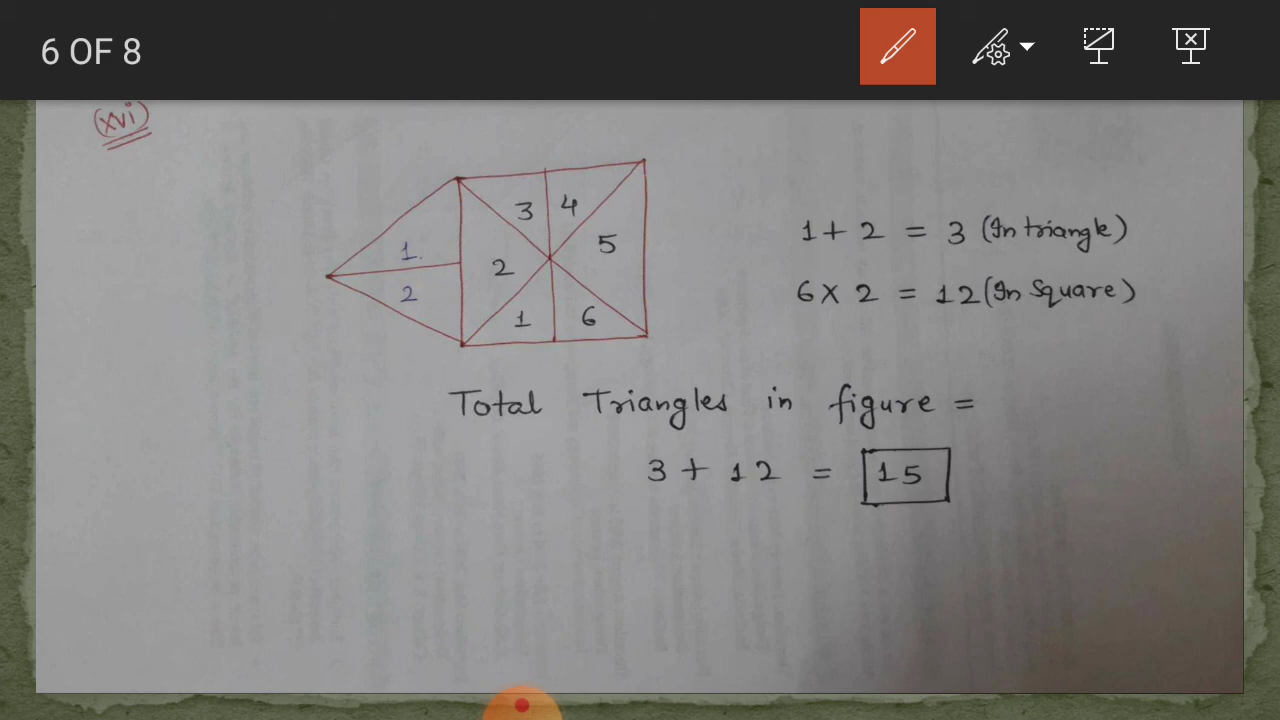 6 OF 8
(xvi)
3 4
1.
5
2
2
1 6
1 + 2 = 3 (In triangle)
6 X 2 = 12 (In Square)
Total Triangles in figure =
3 + 12 = 15